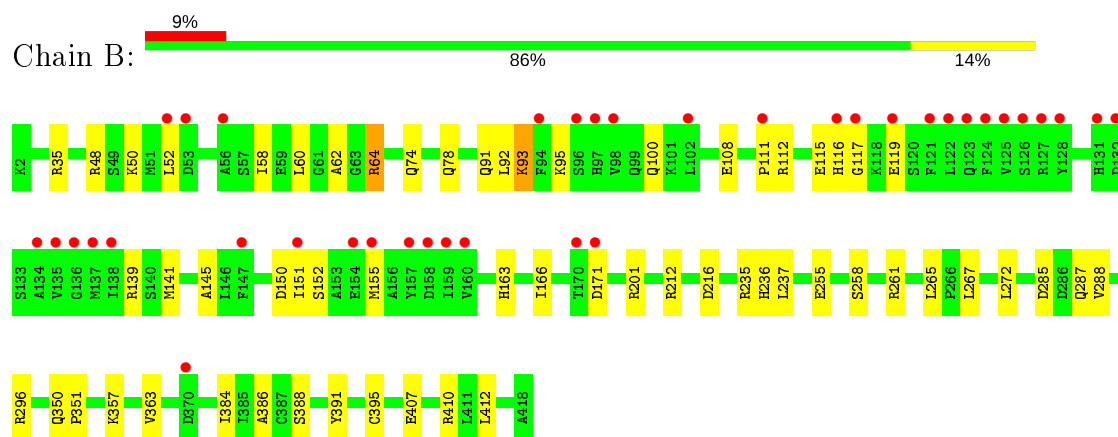 9%
Chain B:
86% 14%
K2 R35 R48 S49 K50 M51 L52 D53 A56 S57 I58 E59 L60 G61 A62 G63 R64 Q74 Q78 Q91 L92 K93 F94 K95 S96 H97 V98 Q99 Q100 K101 L102 E108 P111 R112 E115 H116 G117 K118 E119 S120 F121 L122 Q123 F124 V125 S126 R127 Y128 H131 D132
S133 A134 V135 G136 M137 I138 R139 S140 M141 A145 L146 F147 D150 I151 S152 A153 E154 M155 A156 Y157 D158 I159 V160 H163 I166 T170 D171 R201 R212 D216 R235 H236 L237 E255 S258 R261 L265 P266 L267 L272 D285 D286 Q287 V288
R296 Q350 P351 K357 V363 D370 I384 I385 A386 C387 S388 Y391 C395 E407 R410 L411 L412 A418